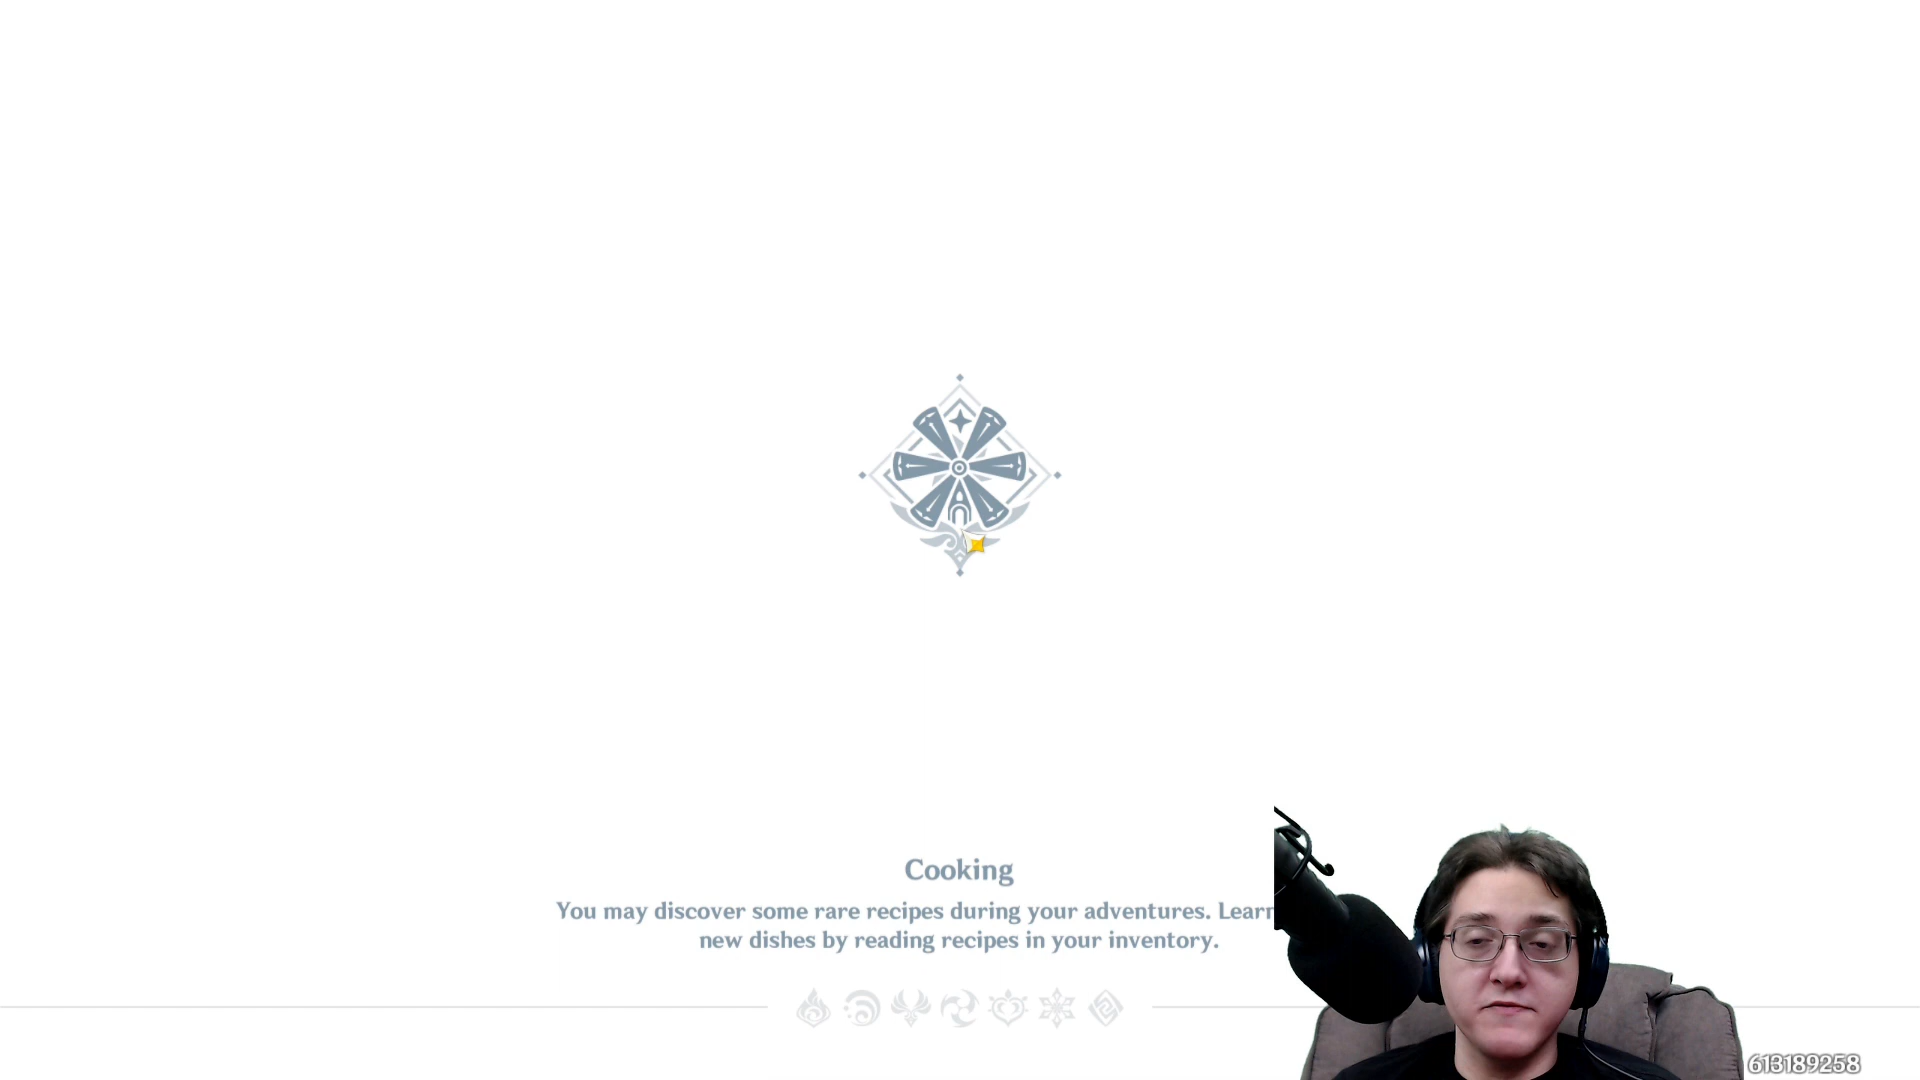 Cooking
You may discover some rare recipes during your adventures. Learn
new dishes by reading recipes in your inventory.
613189258